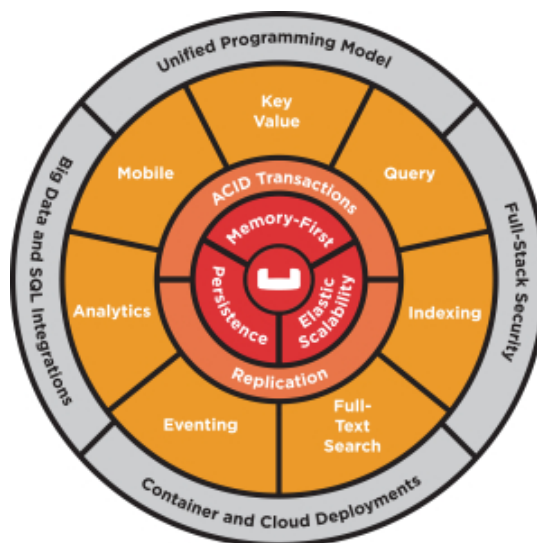 Unified Programming Model
Key
Value
Mobile
Query
ACID Transactions
Memory-First
Big Data and SQL Integrations
Full-Stack Security
Persistence
Elastic
Scalability
Analytics
Indexing
Replication
Eventing
Full-
Text
Search
Container and Cloud Deployments